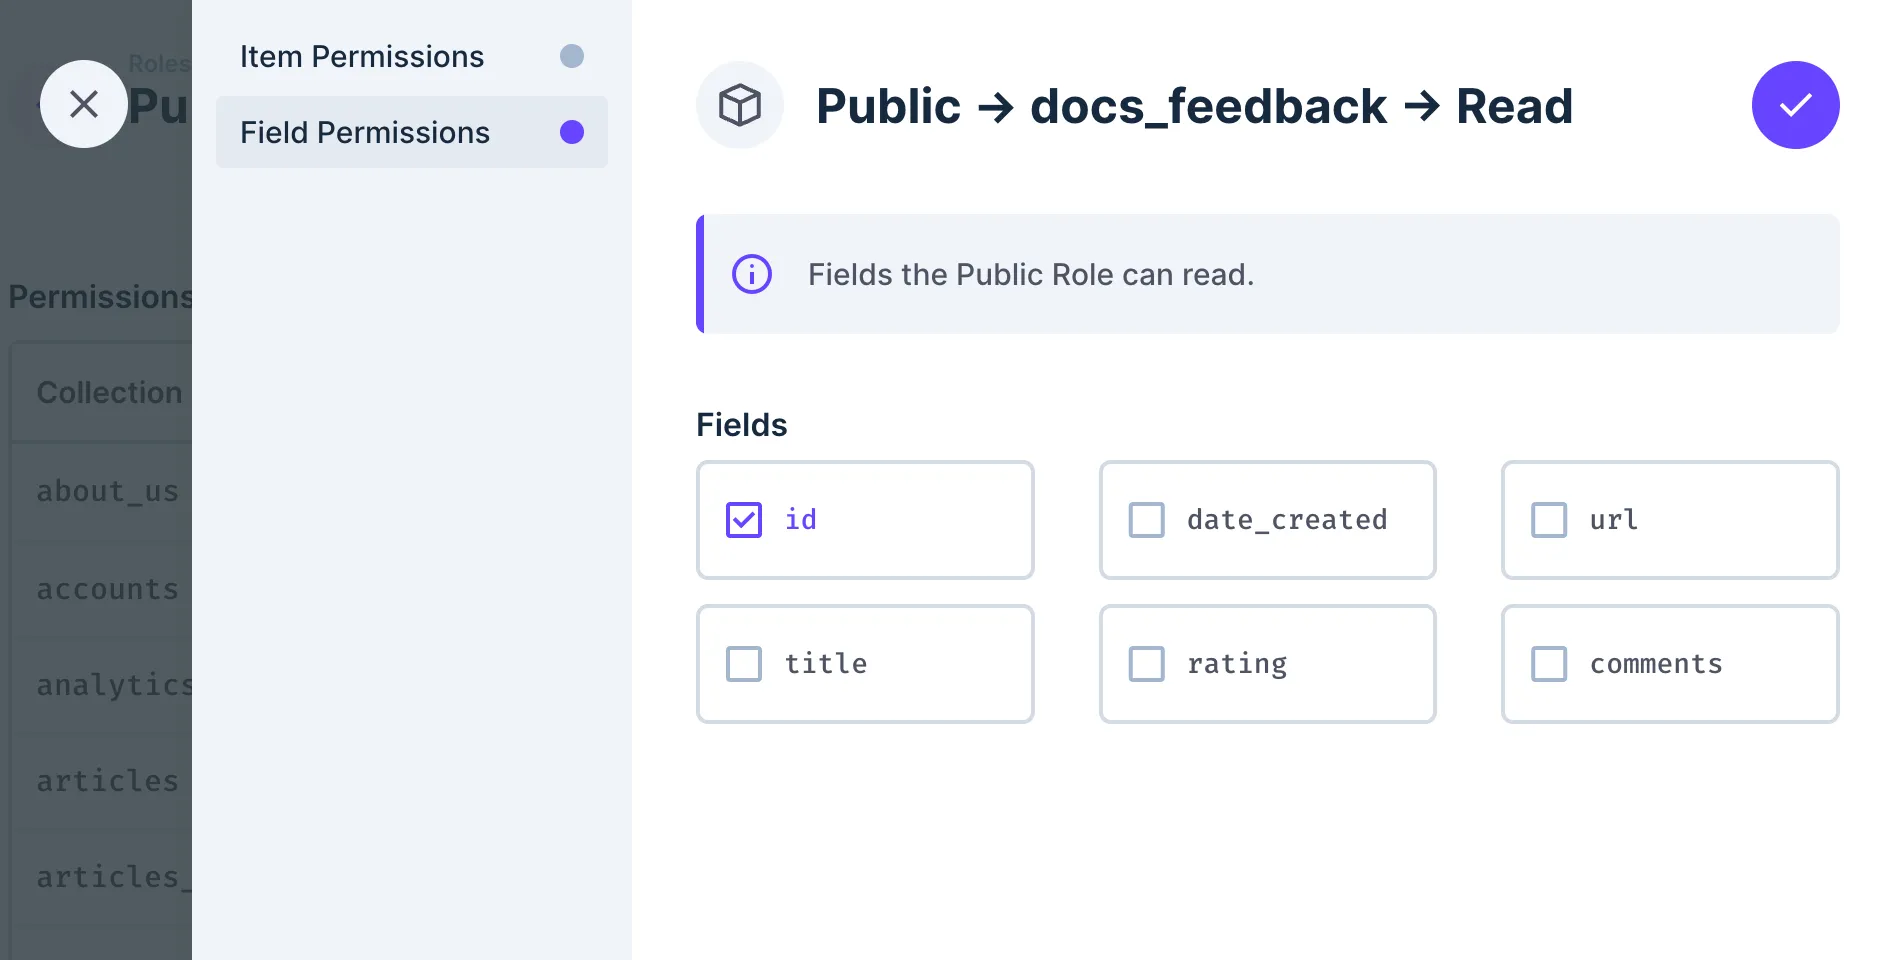 Roles
Pu
Permissions
Collection
about_us
accounts
analytics
articles
articles_
Item Permissions
Field Permissions
Public → docs_feedback → Read
Fields the Public Role can read.
Fields
id
date_created
url
title
rating
comments